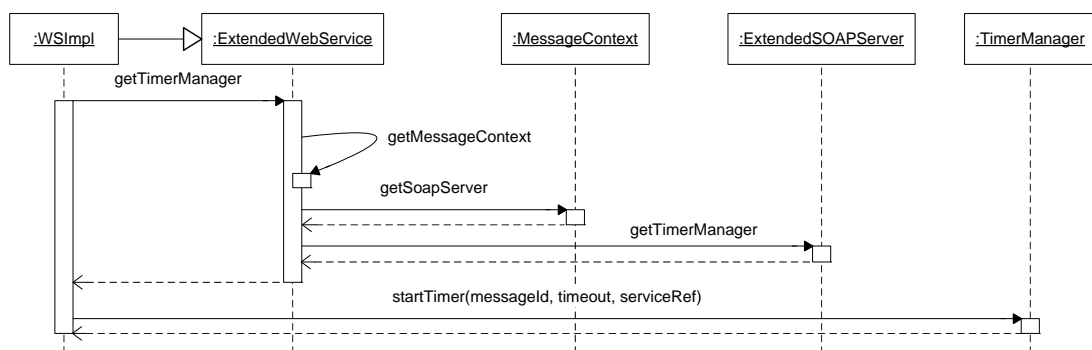 :WSImpl
:ExtendedWebService
:MessageContext
:ExtendedSOAPServer
:TimerManager
getTimerManager
getMessageContext
getSoapServer
getTimerManager
startTimer(messageId, timeout, serviceRef)